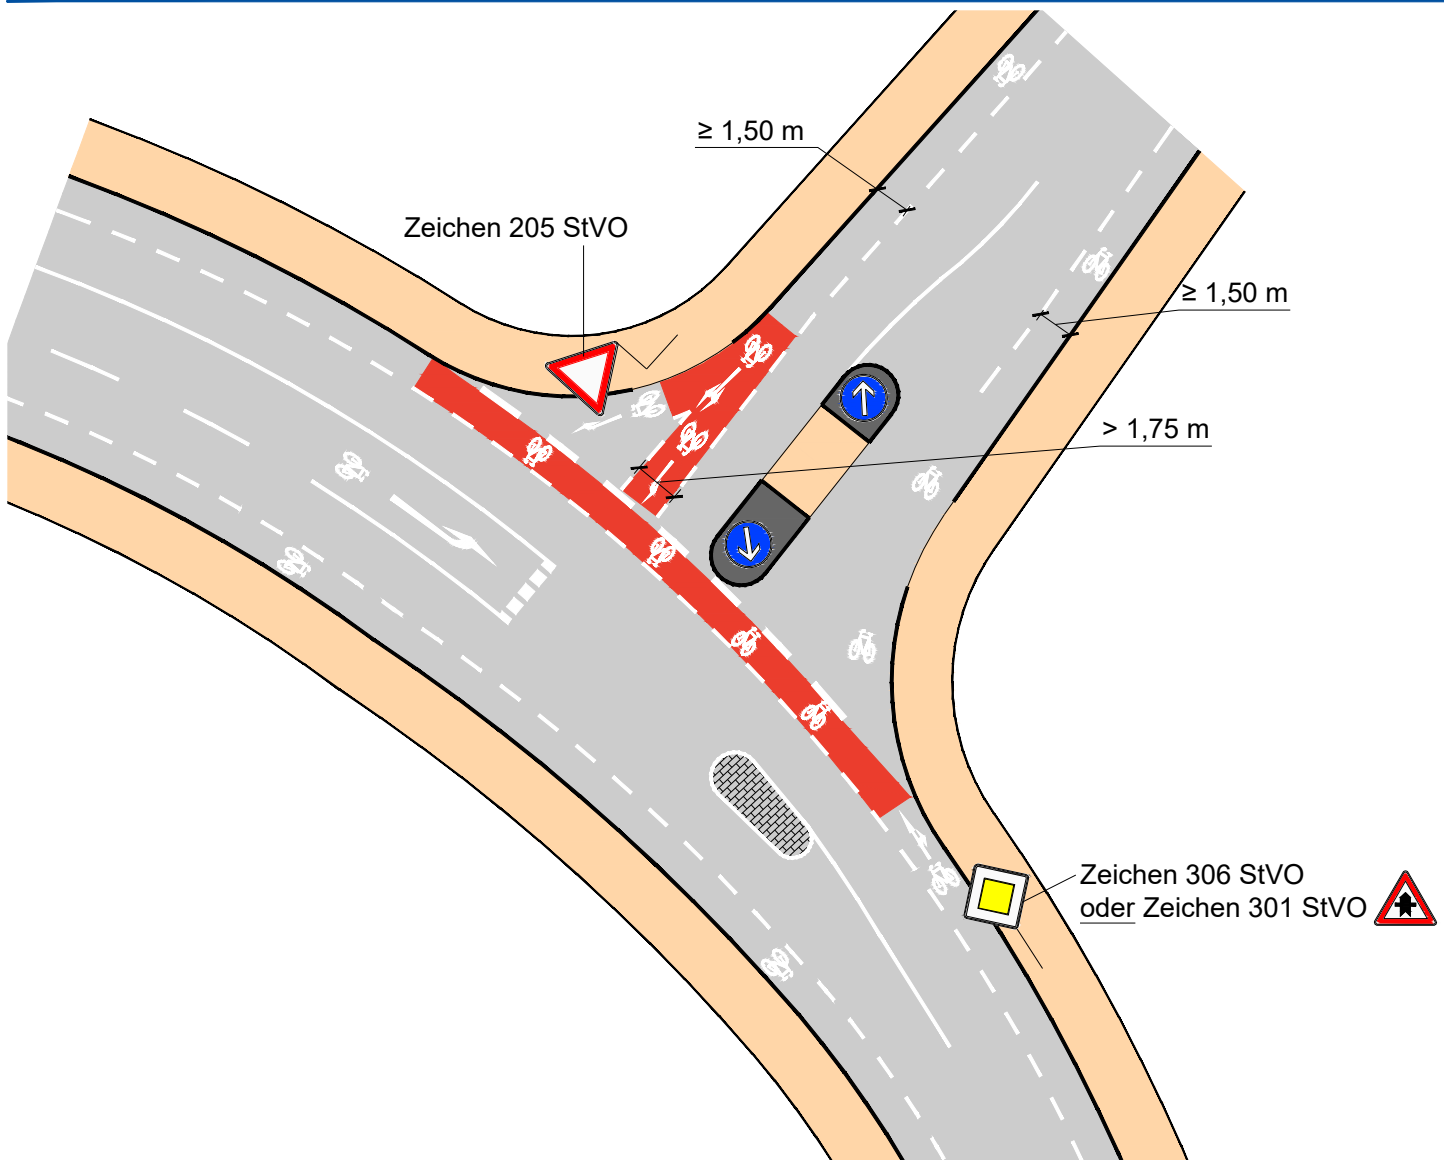 ≥ 1,50 m
Zeichen 205 StVO
≥ 1,50 m
> 1,75 m
Zeichen 306 StVO
oder Zeichen 301 StVO